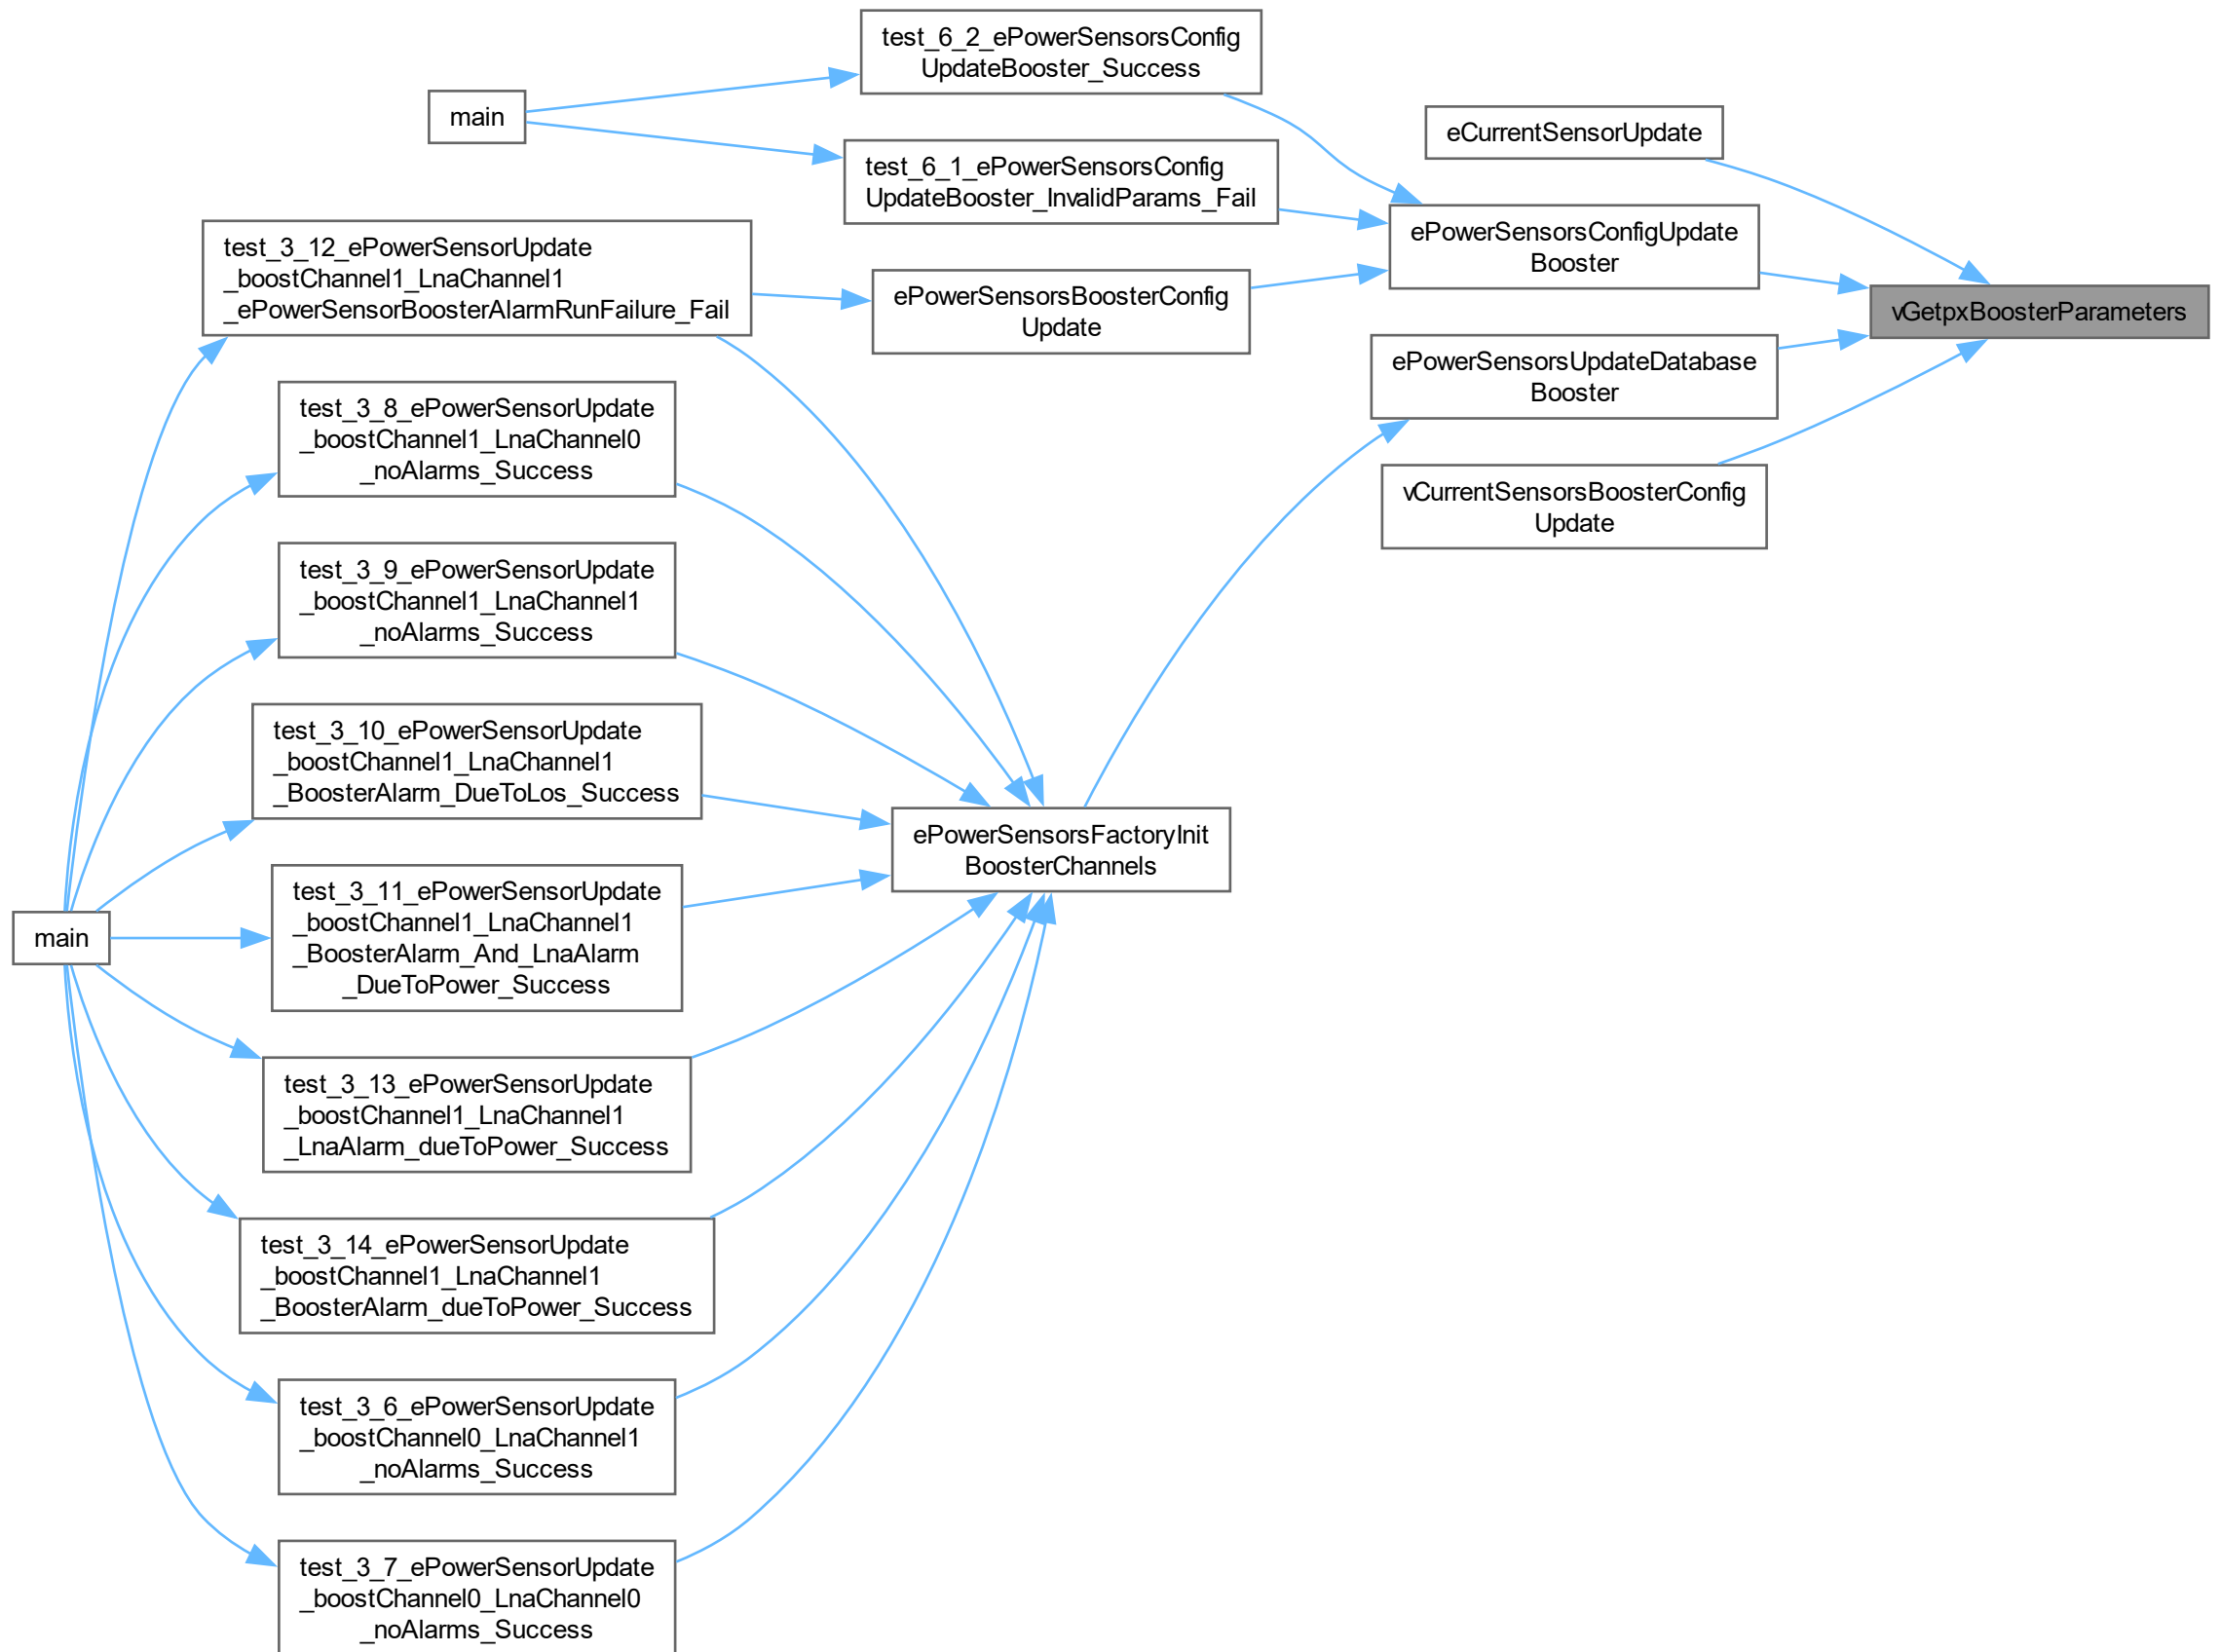 test_6_2_ePowerSensorsConfig
UpdateBooster_Success
main
eCurrentSensorUpdate
test_6_1_ePowerSensorsConfig
UpdateBooster_InvalidParams_Fail
ePowerSensorsConfigUpdate
Booster
test_3_12_ePowerSensorUpdate
_boostChannel1_LnaChannel1
_ePowerSensorBoosterAlarmRunFailure_Fail
ePowerSensorsBoosterConfig
Update
vGetpxBoosterParameters
ePowerSensorsUpdateDatabase
Booster
test_3_8_ePowerSensorUpdate
_boostChannel1_LnaChannel0
_noAlarms_Success
vCurrentSensorsBoosterConfig
Update
test_3_9_ePowerSensorUpdate
_boostChannel1_LnaChannel1
_noAlarms_Success
test_3_10_ePowerSensorUpdate
_boostChannel1_LnaChannel1
_BoosterAlarm_DueToLos_Success
ePowerSensorsFactoryInit
BoosterChannels
test_3_11_ePowerSensorUpdate
_boostChannel1_LnaChannel1
_BoosterAlarm_And_LnaAlarm
_DueToPower_Success
main
test_3_13_ePowerSensorUpdate
_boostChannel1_LnaChannel1
_LnaAlarm_dueToPower_Success
test_3_14_ePowerSensorUpdate
_boostChannel1_LnaChannel1
_BoosterAlarm_dueToPower_Success
test_3_6_ePowerSensorUpdate
_boostChannel0_LnaChannel1
_noAlarms_Success
test_3_7_ePowerSensorUpdate
_boostChannel0_LnaChannel0
_noAlarms_Success